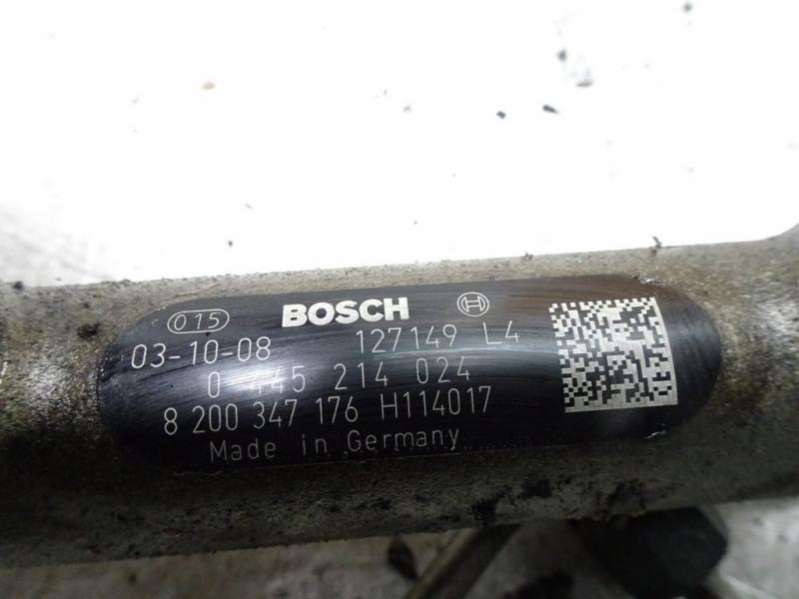 015 BOSCH
03-10-08 127149 L4
0 445 214 024
8 200 347 176 H114017
Made in Germany